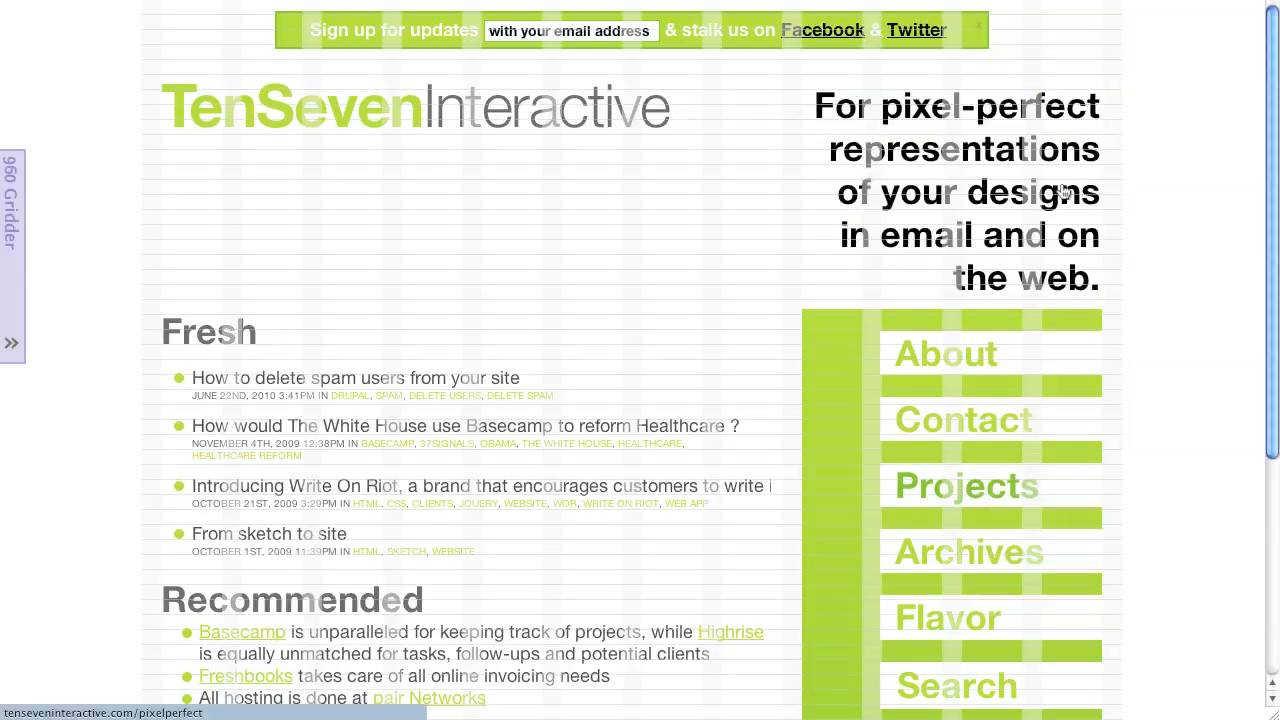 Sign up for updates with your email address & stalk us on Facebook & Twitter x
TenSevenInteractive
For pixel-perfect
representations
of your designs
in email and on
the web.
960 Gridder
»
Fresh
How to delete spam users from your site
JUNE 22ND, 2010 3:41PM IN DRUPAL, SPAM, DELETE USERS, DELETE SPAM
How would The White House use Basecamp to reform Healthcare ?
NOVEMBER 4TH, 2009 12:38PM IN BASECAMP, 37SIGNALS, OBAMA, THE WHITE HOUSE, HEALTHCARE,
HEALTHCARE REFORM
Introducing Write On Riot, a brand that encourages customers to write i
OCTOBER 21ST, 2009 3:29PM IN HTML, CSS, CLIENTS, JQUERY, WEBSITE, WOR, WRITE ON RIOT, WEB APP
From sketch to site
OCTOBER 1ST, 2009 11:39PM IN HTML, SKETCH, WEBSITE
Recommended
Basecamp is unparalleled for keeping track of projects, while Highrise
is equally unmatched for tasks, follow-ups and potential clients
Freshbooks takes care of all online invoicing needs
All hosting is done at pair Networks
About
Contact
Projects
Archives
Flavor
Search
tenseveninteractive.com/pixelperfect